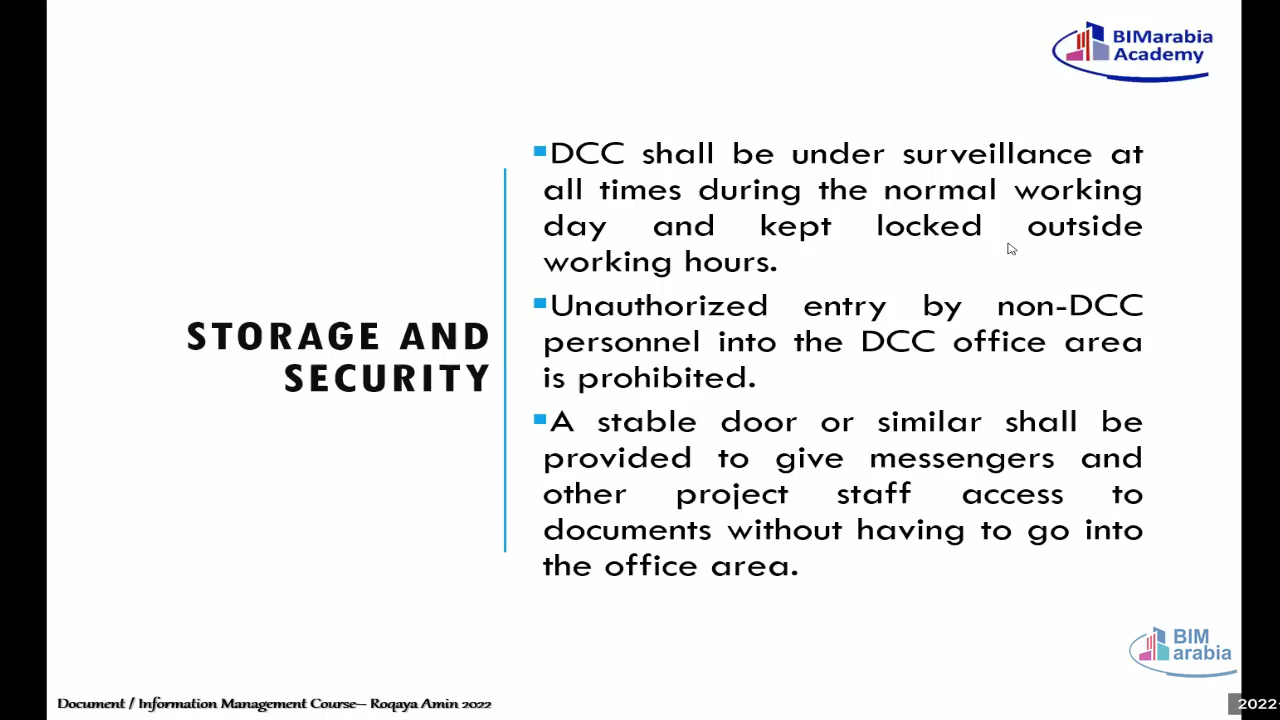 BIMarabia
Academy
STORAGE AND
SECURITY
DCC shall be under surveillance at
all times during the normal working
day and kept locked outside
working hours.
Unauthorized entry by non-DCC
personnel into the DCC office area
is prohibited.
A stable door or similar shall be
provided to give messengers and
other project staff access to
documents without having to go into
the office area.
BIM
arabia
Document / Information Management Course– Roqaya Amin 2022
2022-